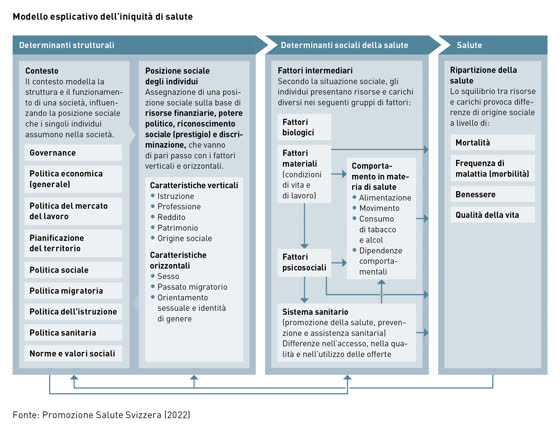 Modello esplicativo dell'iniquità di salute
Determinanti strutturali
Contesto
Il contesto modella la
struttura e il funzionamen-
to di una società, influen-
zando la posizione sociale
che i singoli individui
assumono nella società.
Governance
Politica economica
(generale)
Politica del mercato
del lavoro
Pianificazione
del territorio
Politica sociale
Politica migratoria
Politica dell'istruzione
Politica sanitaria
Norme e valori sociali
Posizione sociale
degli individui
Assegnazione di una posi-
zione sociale sulla base di
risorse finanziarie, potere
politico, riconoscimento
sociale (prestigio) e discri-
minazione, che vanno
di pari passo con i fattori
verticali e orizzontali.
Caratteristiche verticali
• Istruzione
• Professione
• Reddito
• Patrimonio
• Origine sociale
Caratteristiche
orizzontali
• Sesso
• Passato migratorio
• Orientamento
sessuale e identità
di genere
Determinanti sociali della salute
Fattori intermediari
Secondo la situazione sociale, gli
individui presentano risorse e carichi
diversi nei seguenti gruppi di fattori:
Fattori
biologici
Fattori
materiali
(condizioni
di vita e
di lavoro)
Fattori
psicosociali
Comporta-
mento in mate-
ria di salute
• Alimentazione
• Movimento
• Consumo
di tabacco
e alcol
• Dipendenze
comporta-
mentali
Sistema sanitario
(promozione della salute, preven-
zione e assistenza sanitaria)
Differenze nell'accesso, nella qua-
lità e nell'utilizzo delle offerte
Salute
Ripartizione della
salute
Lo squilibrio tra risorse
e carichi provoca diffe-
renze di origine sociale
a livello di:
Mortalità
Frequenza di
malattia (morbilità)
Benessere
Qualità della vita
Fonte: Promozione Salute Svizzera (2022)